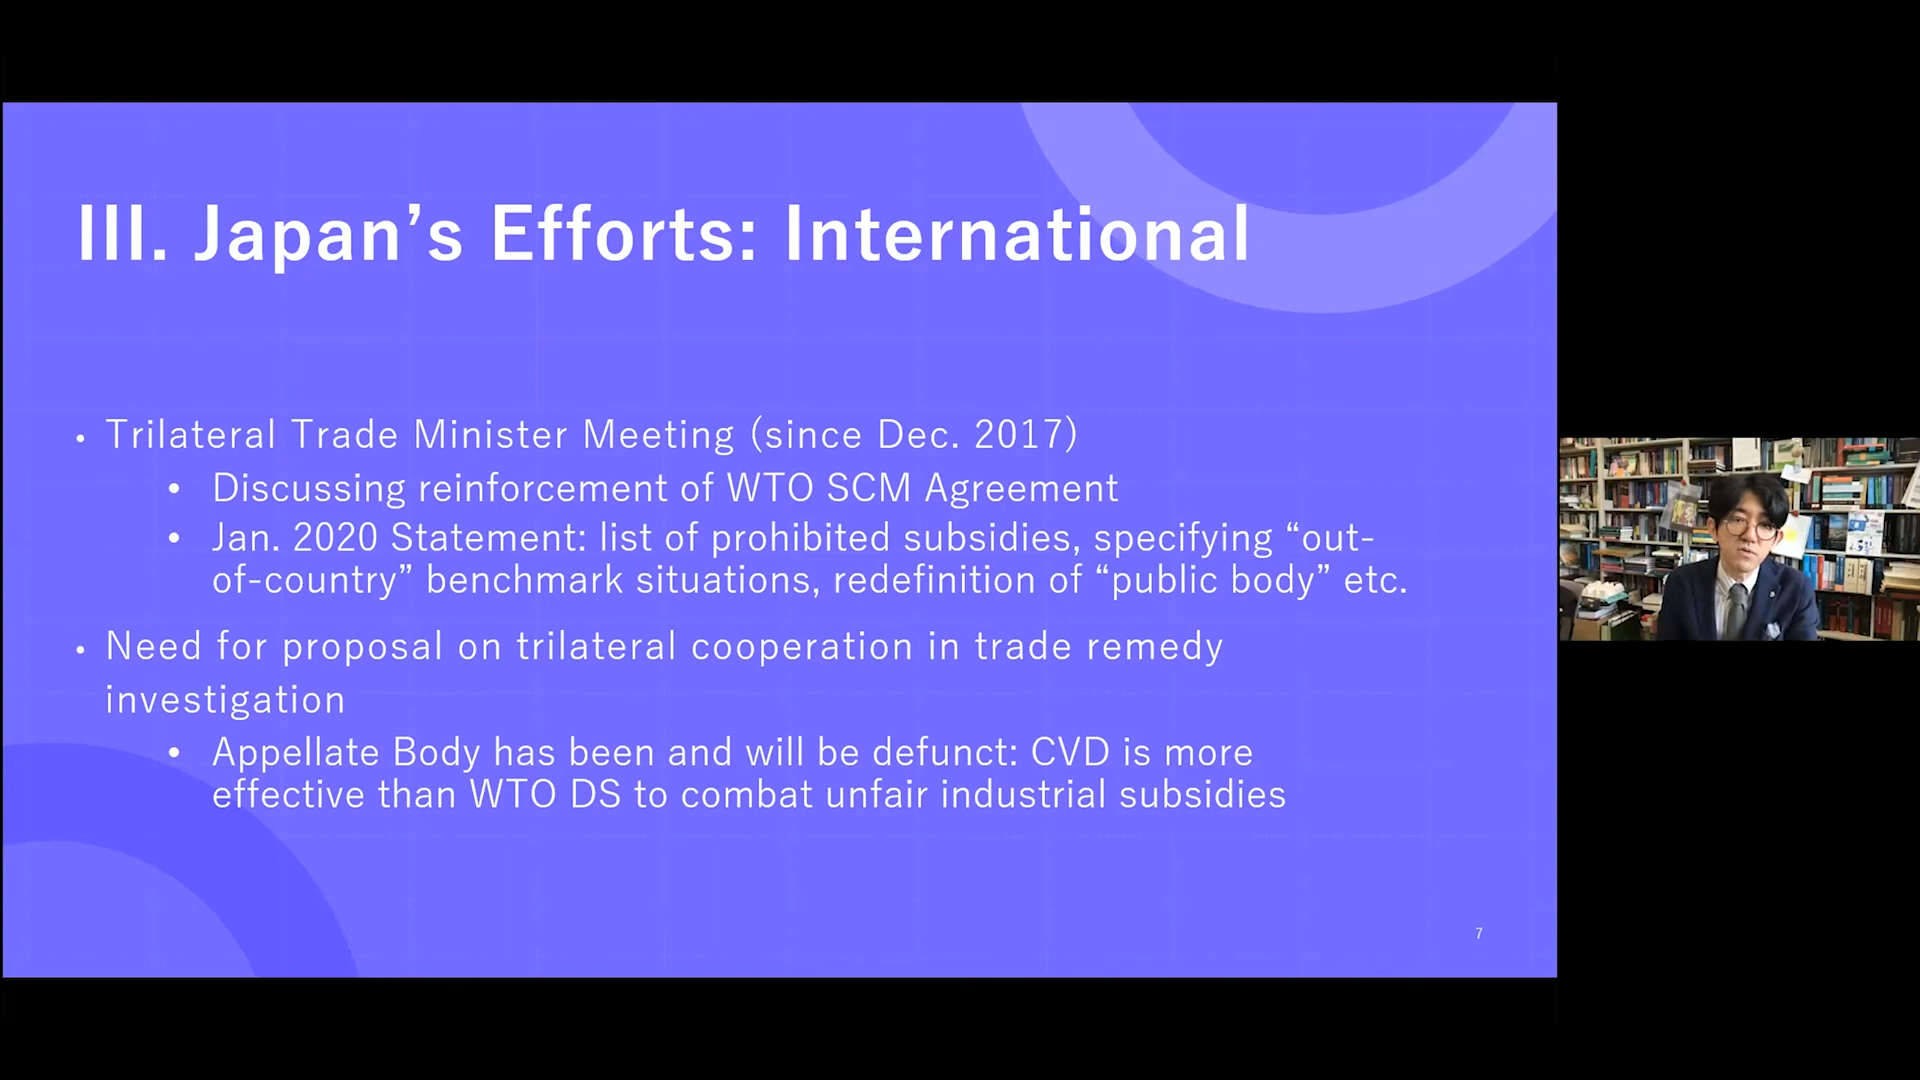 III. Japan’s Efforts: International
• Trilateral Trade Minister Meeting (since Dec. 2017)
• Discussing reinforcement of WTO SCM Agreement
• Jan. 2020 Statement: list of prohibited subsidies, specifying “out-
of-country” benchmark situations, redefinition of “public body” etc.
• Need for proposal on trilateral cooperation in trade remedy
investigation
• Appellate Body has been and will be defunct: CVD is more
effective than WTO DS to combat unfair industrial subsidies
7